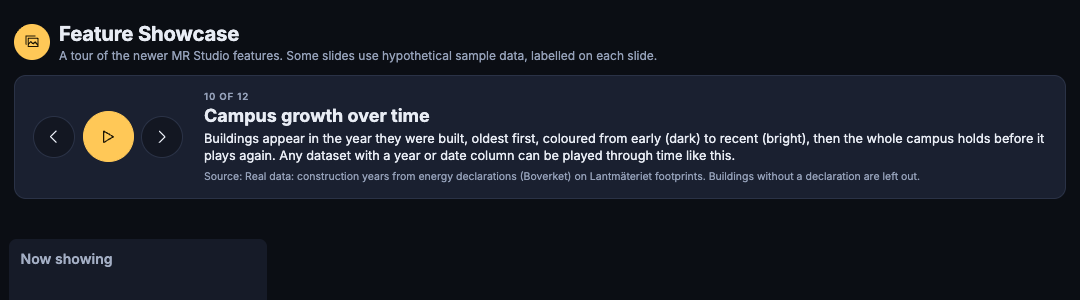 Feature Showcase
A tour of the newer MR Studio features. Some slides use hypothetical sample data, labelled on each slide.
10 OF 12
Campus growth over time
Buildings appear in the year they were built, oldest first, coloured from early (dark) to recent (bright), then the whole campus holds before it
plays again. Any dataset with a year or date column can be played through time like this.
Source: Real data: construction years from energy declarations (Boverket) on Lantmäteriet footprints. Buildings without a declaration are left out.
Now showing